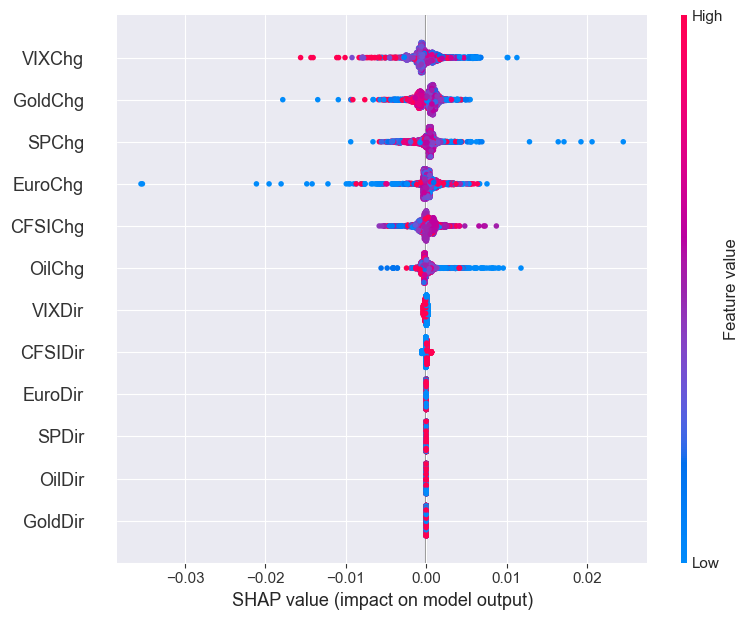 High
VIXChg
GoldChg
SPChg
EuroChg
CFSIChg
OilChg
VIXDir
CFSIDir
EuroDir
SPDir
OilDir
GoldDir
Feature value
Low
−0.03 −0.02 −0.01 0.00 0.01 0.02
SHAP value (impact on model output)